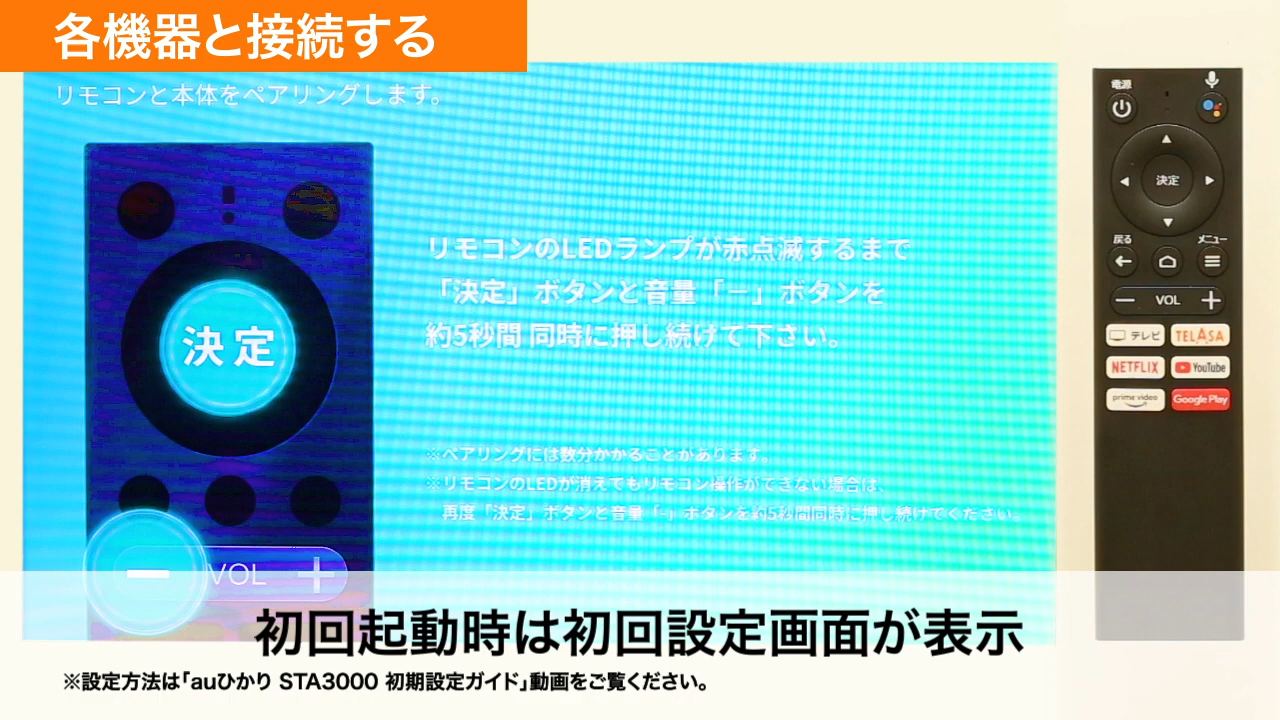 各機器と接続する
リモコンと本体をペアリングします。
リモコンのLEDランプが赤点滅するまで
「決定」ボタンと音量「－」ボタンを
約5秒間 同時に押し続けて下さい。
決定
※ペアリングには数分かかることがあります。
※リモコンのLEDが消えてもリモコン操作ができない場合は、
再度「決定」ボタンと音量「-」ボタンを約5秒間同時に押し続けてください。
VOL
電源
決定
戻る
メニュー
VOL
テレビ
TELASA
NETFLIX
YouTube
prime video
Google Play
初回起動時は初回設定画面が表示
※設定方法は「auひかり STA3000 初期設定ガイド」動画をご覧ください。